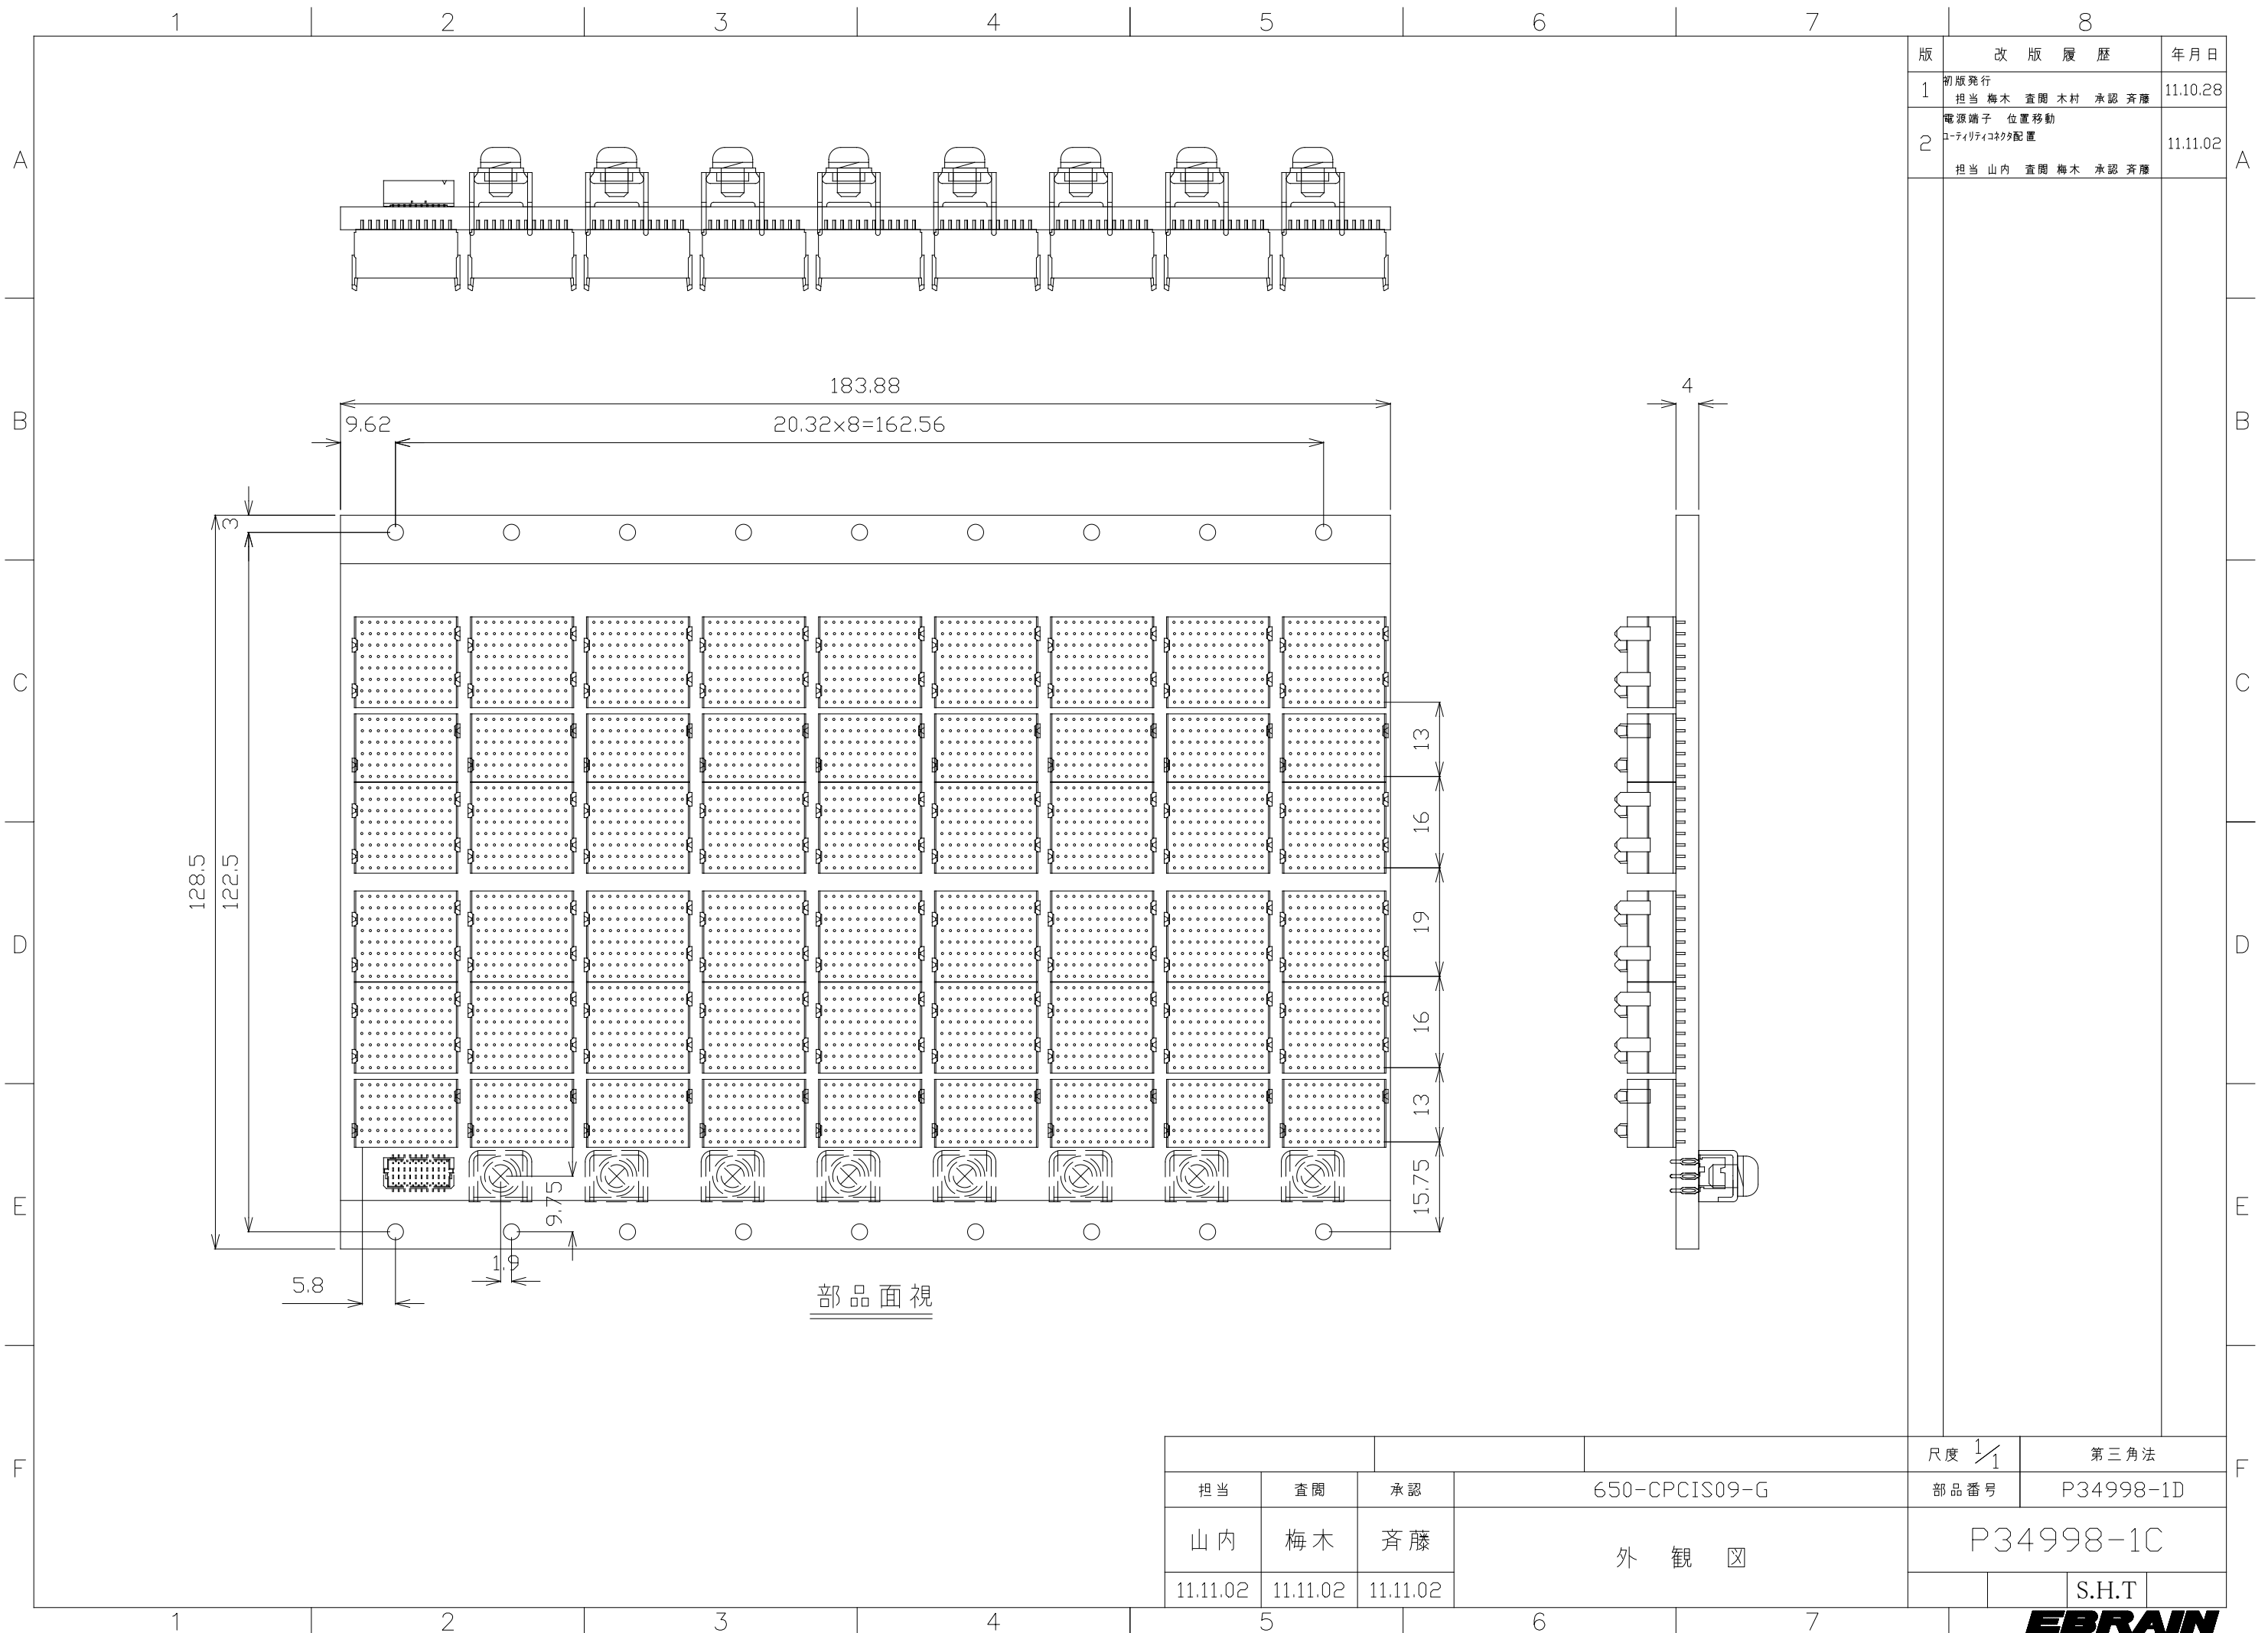 1 2 3 4 5 6 7 8
版 改版履歴 年月日
1 初版発行 11.10.28
担当 梅木 査閲 木村 承認 斉藤
2 電源端子 位置移動
ユーティリティコネクタ配置 11.11.02
担当 山内 査閲 梅木 承認 斉藤
A A
B B
C C
D D
E E
F F
183.88
4
9.62
20.32×8=162.56
3
128.5
122.5
13
16
19
16
13
15.75
9.75
1.9
5.8
部品面視
尺度 1/1 第三角法
担当 査閲 承認 650-CPCIS09-G 部品番号 P34998-1D
山内 梅木 斉藤 外観図 P34998-1C
11.11.02 11.11.02 11.11.02 S.H.T
1 2 3 4 5 6 7
EBRAIN